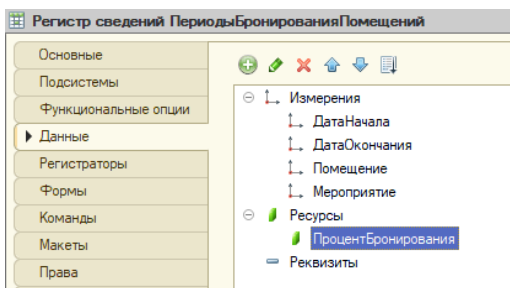 Регистр сведений ПериодыБронированияПомещений
Основные
Подсистемы
Функциональные опции
Данные
Регистраторы
Формы
Команды
Макеты
Права
Измерения
ДатаНачала
ДатаОкончания
Помещение
Мероприятие
Ресурсы
ПроцентБронирования
Реквизиты